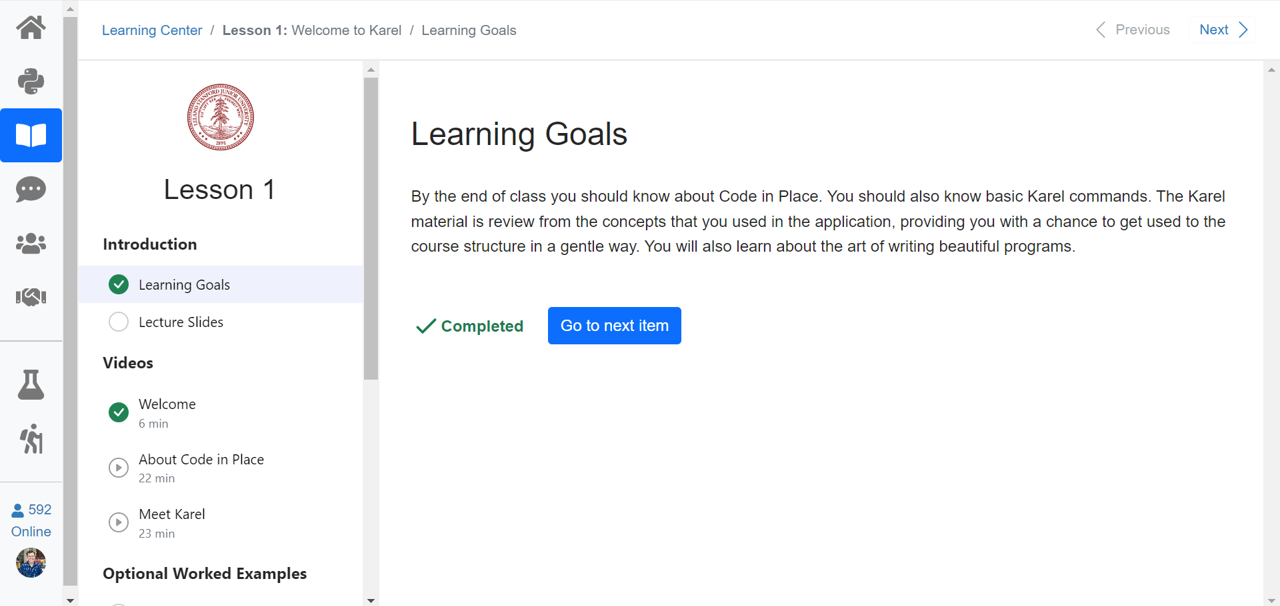 Learning Center / Lesson 1: Welcome to Karel / Learning Goals
Previous
Next
Lesson 1
Introduction
Learning Goals
Lecture Slides
Videos
Welcome
6 min
About Code in Place
22 min
Meet Karel
23 min
Optional Worked Examples
592
Online
Learning Goals
By the end of class you should know about Code in Place. You should also know basic Karel commands. The Karel
material is review from the concepts that you used in the application, providing you with a chance to get used to the
course structure in a gentle way. You will also learn about the art of writing beautiful programs.
Completed
Go to next item